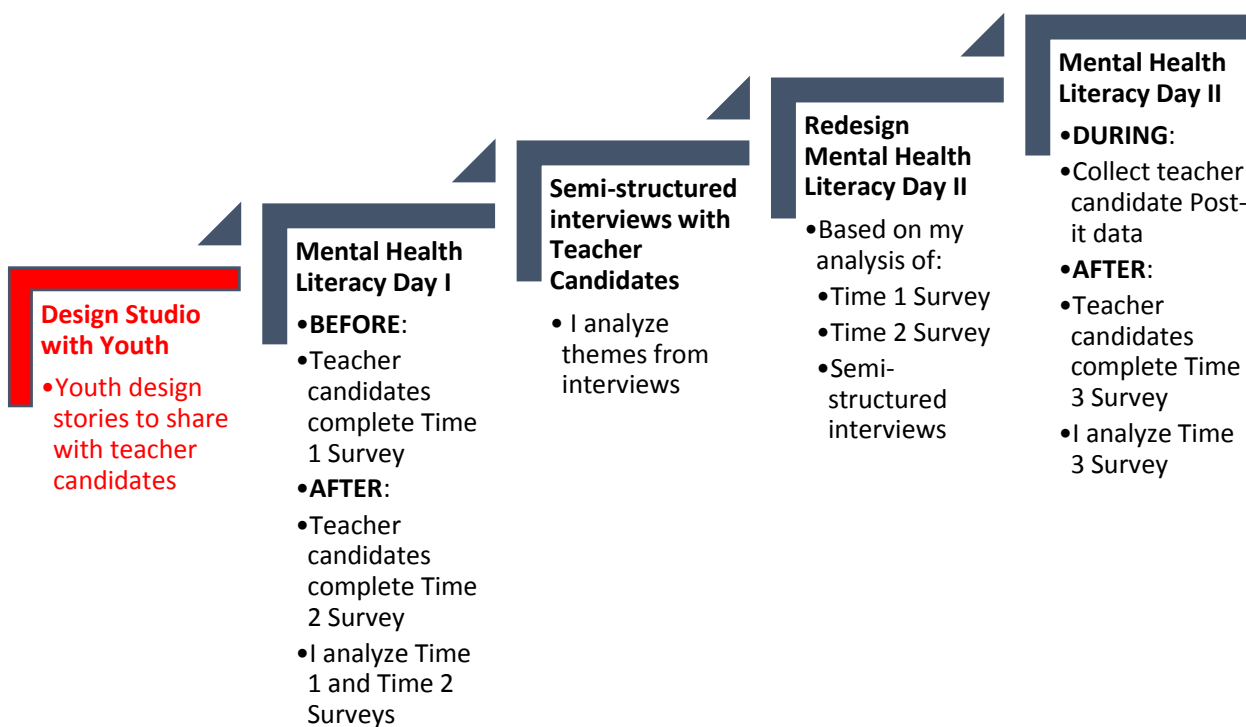 Design Studio
with Youth
•Youth design
stories to share
with teacher
candidates
Mental Health
Literacy Day I
•BEFORE:
•Teacher
candidates
complete Time
1 Survey
•AFTER:
•Teacher
candidates
complete Time
2 Survey
•I analyze Time
1 and Time 2
Surveys
Semi-structured
interviews with
Teacher
Candidates
• I analyze
themes from
interviews
Redesign
Mental Health
Literacy Day II
•Based on my
analysis of:
•Time 1 Survey
•Time 2 Survey
•Semi-
structured
interviews
Mental Health
Literacy Day II
•DURING:
•Collect teacher
candidate Post-
it data
•AFTER:
•Teacher
candidates
complete Time
3 Survey
•I analyze Time
3 Survey